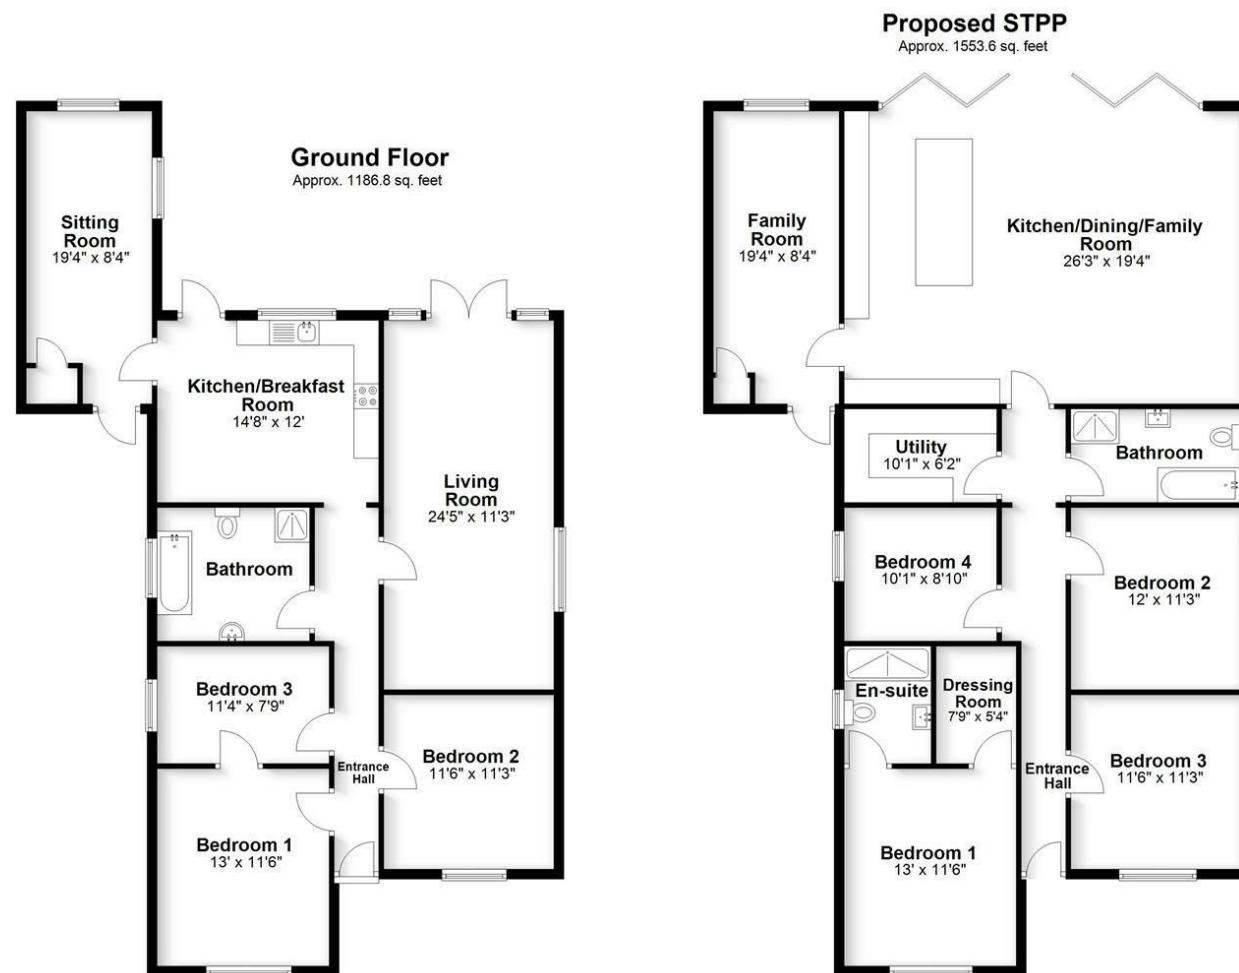 Ground Floor
Approx. 1186.8 sq. feet
Sitting
Room
19'4" x 8'4"
Kitchen/Breakfast
Room
14'8" x 12'
Living
Room
24'5" x 11'3"
Bathroom
Bedroom 3
11'4" x 7'9"
Bedroom 2
11'6" x 11'3"
Entrance
Hall
Bedroom 1
13' x 11'6"
Proposed STPP
Approx. 1553.6 sq. feet
Family
Room
19'4" x 8'4"
Kitchen/Dining/Family
Room
26'3" x 19'4"
Utility
10'1" x 6'2"
Bathroom
Bedroom 4
10'1" x 8'10"
Bedroom 2
12' x 11'3"
En-suite
Dressing
Room
7'9" x 5'4"
Entrance
Hall
Bedroom 3
11'6" x 11'3"
Bedroom 1
13' x 11'6"